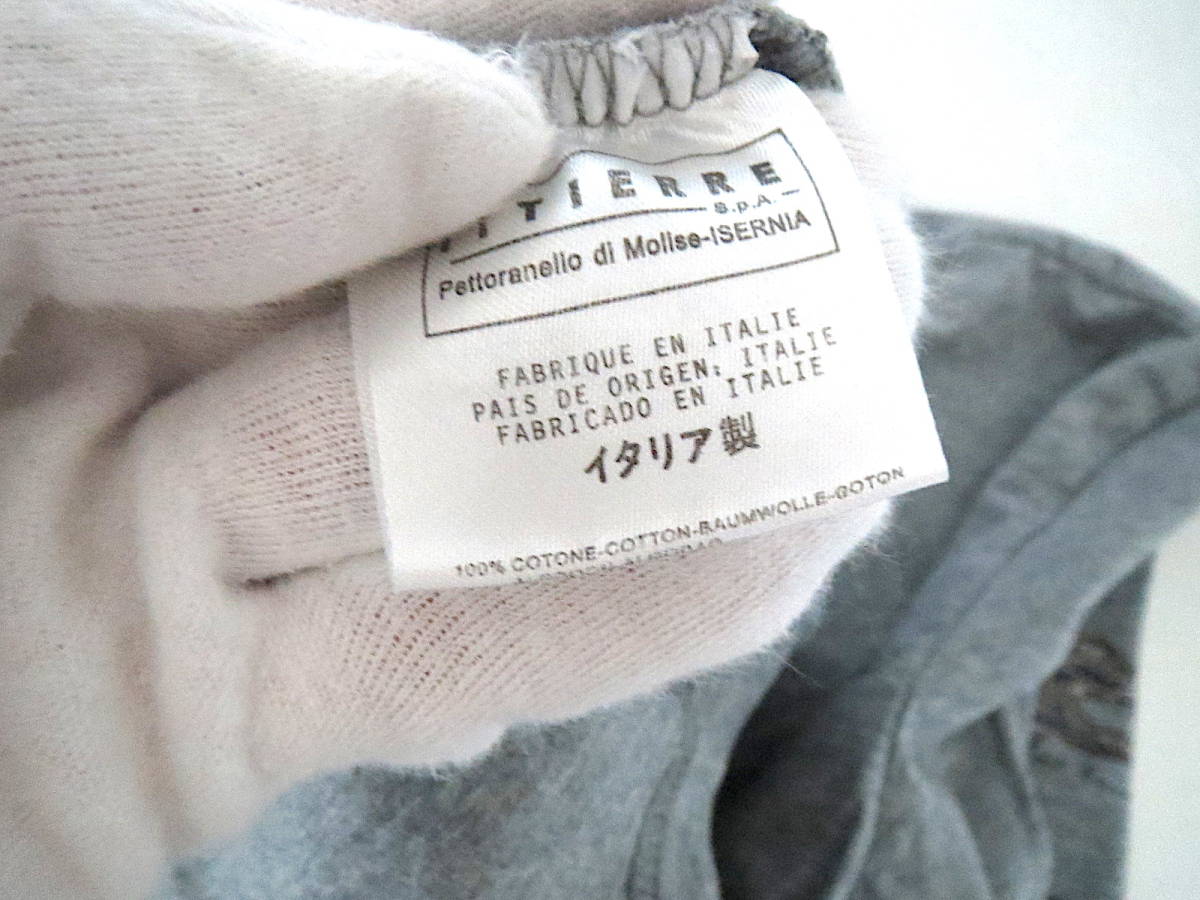 ITTIERRE
S.p.A.
Pettoranello di Molise-ISERNIA
FABRIQUE EN ITALIE
PAIS DE ORIGEN: ITALIE
FABRICADO EN ITALIE
イタリア製
100% COTONE-COTTON-BAUMWOLLE-COTON